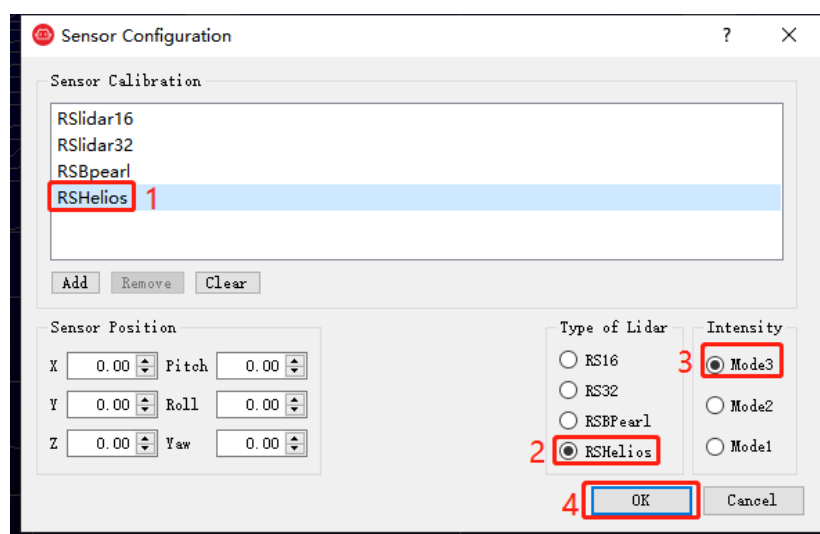 Sensor Configuration ? ×
Sensor Calibration
RSlidar16
RSlidar32
RSBpearl
RSHelios 1
Add Remove Clear
Sensor Position
X 0.00 Pitch 0.00
Y 0.00 Roll 0.00
Z 0.00 Yaw 0.00
Type of Lidar
RS16
RS32
RSBPearl
2 RSHelios
Intensity
3 Mode3
Mode2
Mode1
4 OK Cancel